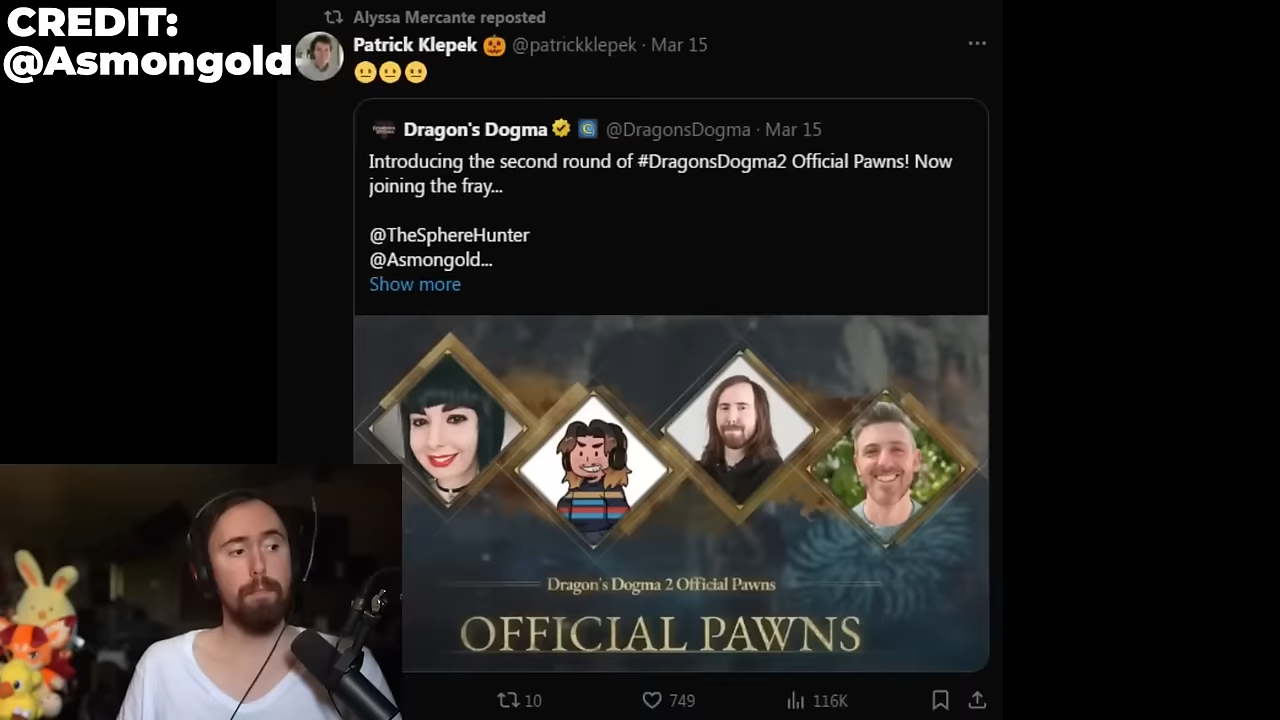 CREDIT:
@Asmongold
Alyssa Mercante reposted
Patrick Klepek 🎃 @patrickklepek · Mar 15
😐😐😐
Dragon's Dogma @DragonsDogma · Mar 15
Introducing the second round of #DragonsDogma2 Official Pawns! Now
joining the fray...
@TheSphereHunter
@Asmongold...
Show more
Dragon's Dogma 2 Official Pawns
OFFICIAL PAWNS
10 749 116K